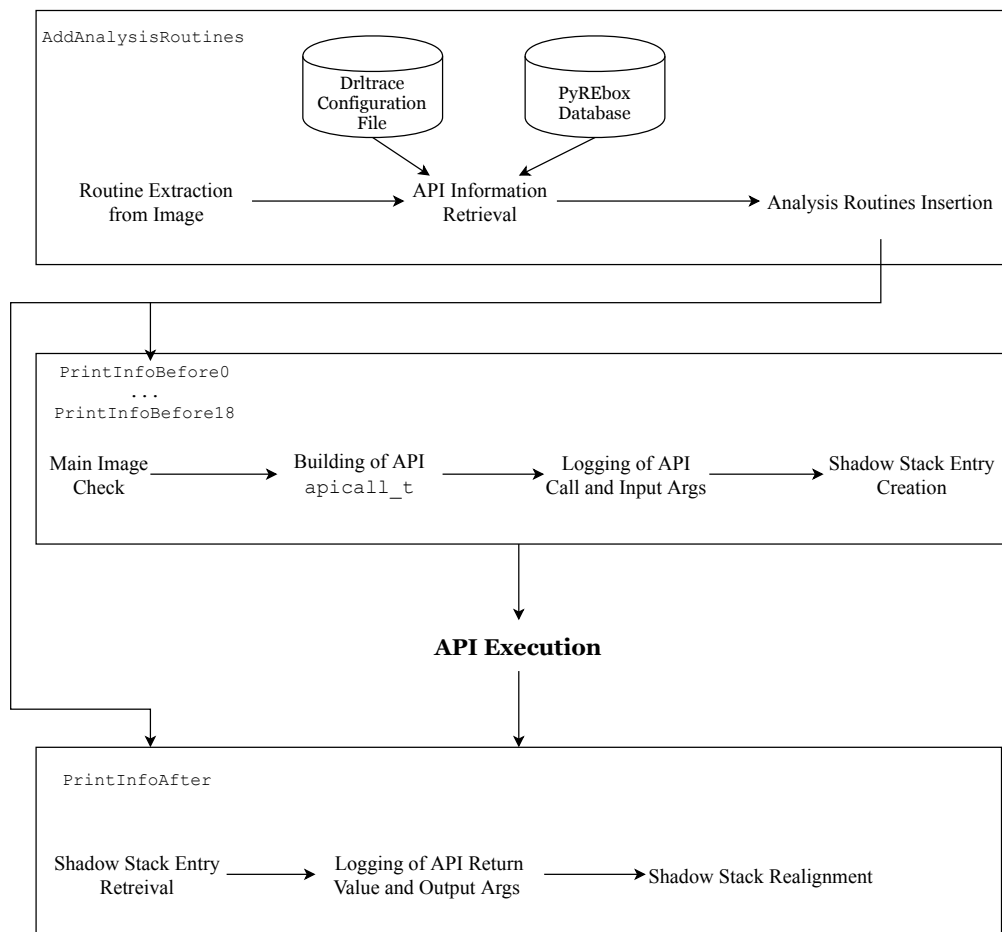 AddAnalysisRoutines
Drltrace
Configuration
File
PyREbox
Database
Routine Extraction
from Image
API Information
Retrieval
Analysis Routines Insertion
PrintInfoBefore0
...
PrintInfoBefore18
Main Image
Check
Building of API
apicall_t
Logging of API
Call and Input Args
Shadow Stack Entry
Creation
API Execution
PrintInfoAfter
Shadow Stack Entry
Retreival
Logging of API Return
Value and Output Args
Shadow Stack Realignment